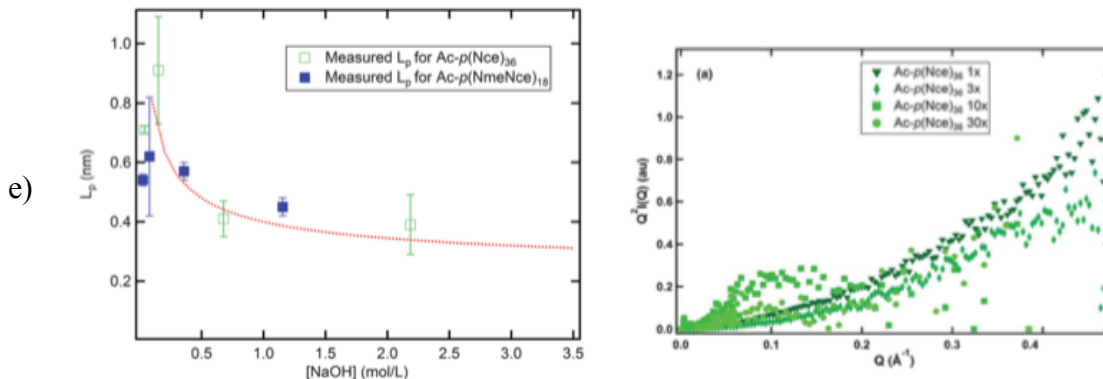 e)
1.0
0.8
0.6
0.4
0.2
Lp (nm)
0.5 1.0 1.5 2.0 2.5 3.0 3.5
[NaOH] (mol/L)
Measured Lp for Ac-p(Nce)36
Measured Lp for Ac-p(NmeNce)18
(a)
Ac-p(Nce)36 1x
Ac-p(Nce)36 3x
Ac-p(Nce)36 10x
Ac-p(Nce)36 30x
1.2
1.0
0.8
0.6
0.4
0.2
0.0
Q²I(Q) (au)
0.0 0.1 0.2 0.3 0.4
Q (Å⁻¹)